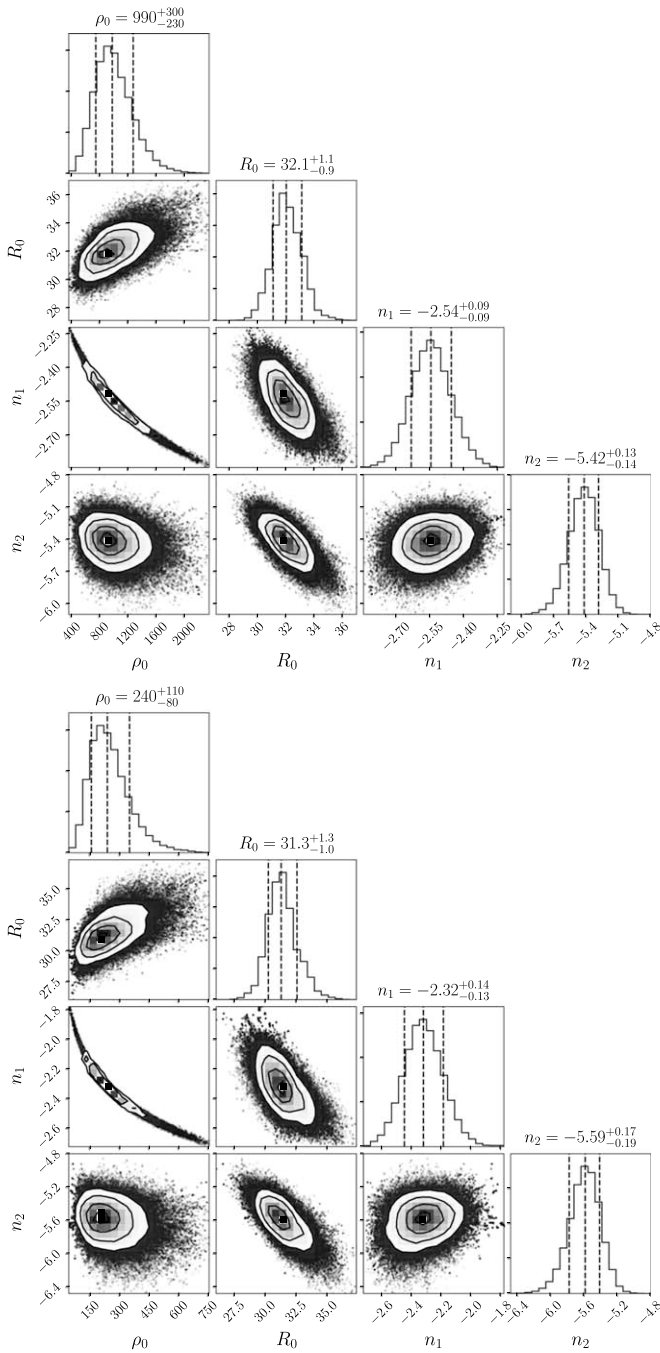 ρ₀ = 990⁺³⁰⁰₋₂₃₀
R₀ = 32.1⁺¹·¹₋₀.₉
36
34
32
30
28
R₀
n₁ = −2.54⁺⁰·⁰⁹₋₀.₀₉
−2.25
−2.40
−2.55
−2.70
n₁
n₂ = −5.42⁺⁰·¹³₋₀.₁₄
−4.8
−5.1
−5.4
−5.7
−6.0
n₂
400 800 1200 1600 2000 28 30 32 34 36 −2.70 −2.55 −2.40 −2.25 −6.0 −5.7 −5.4 −5.1 −4.8
ρ₀ R₀ n₁ n₂
ρ₀ = 240⁺¹¹⁰₋₈₀
R₀ = 31.3⁺¹·³₋₁.₀
35.0
32.5
30.0
27.5
R₀
n₁ = −2.32⁺⁰·¹⁴₋₀.₁₃
−1.8
−2.0
−2.2
−2.4
−2.6
n₁
n₂ = −5.59⁺⁰·¹⁷₋₀.₁₉
−4.8
−5.2
−5.6
−6.0
−6.4
n₂
150 300 450 600 750 27.5 30.0 32.5 35.0 −2.6 −2.4 −2.2 −2.0 −1.8 −6.4 −6.0 −5.6 −5.2 −4.8
ρ₀ R₀ n₁ n₂